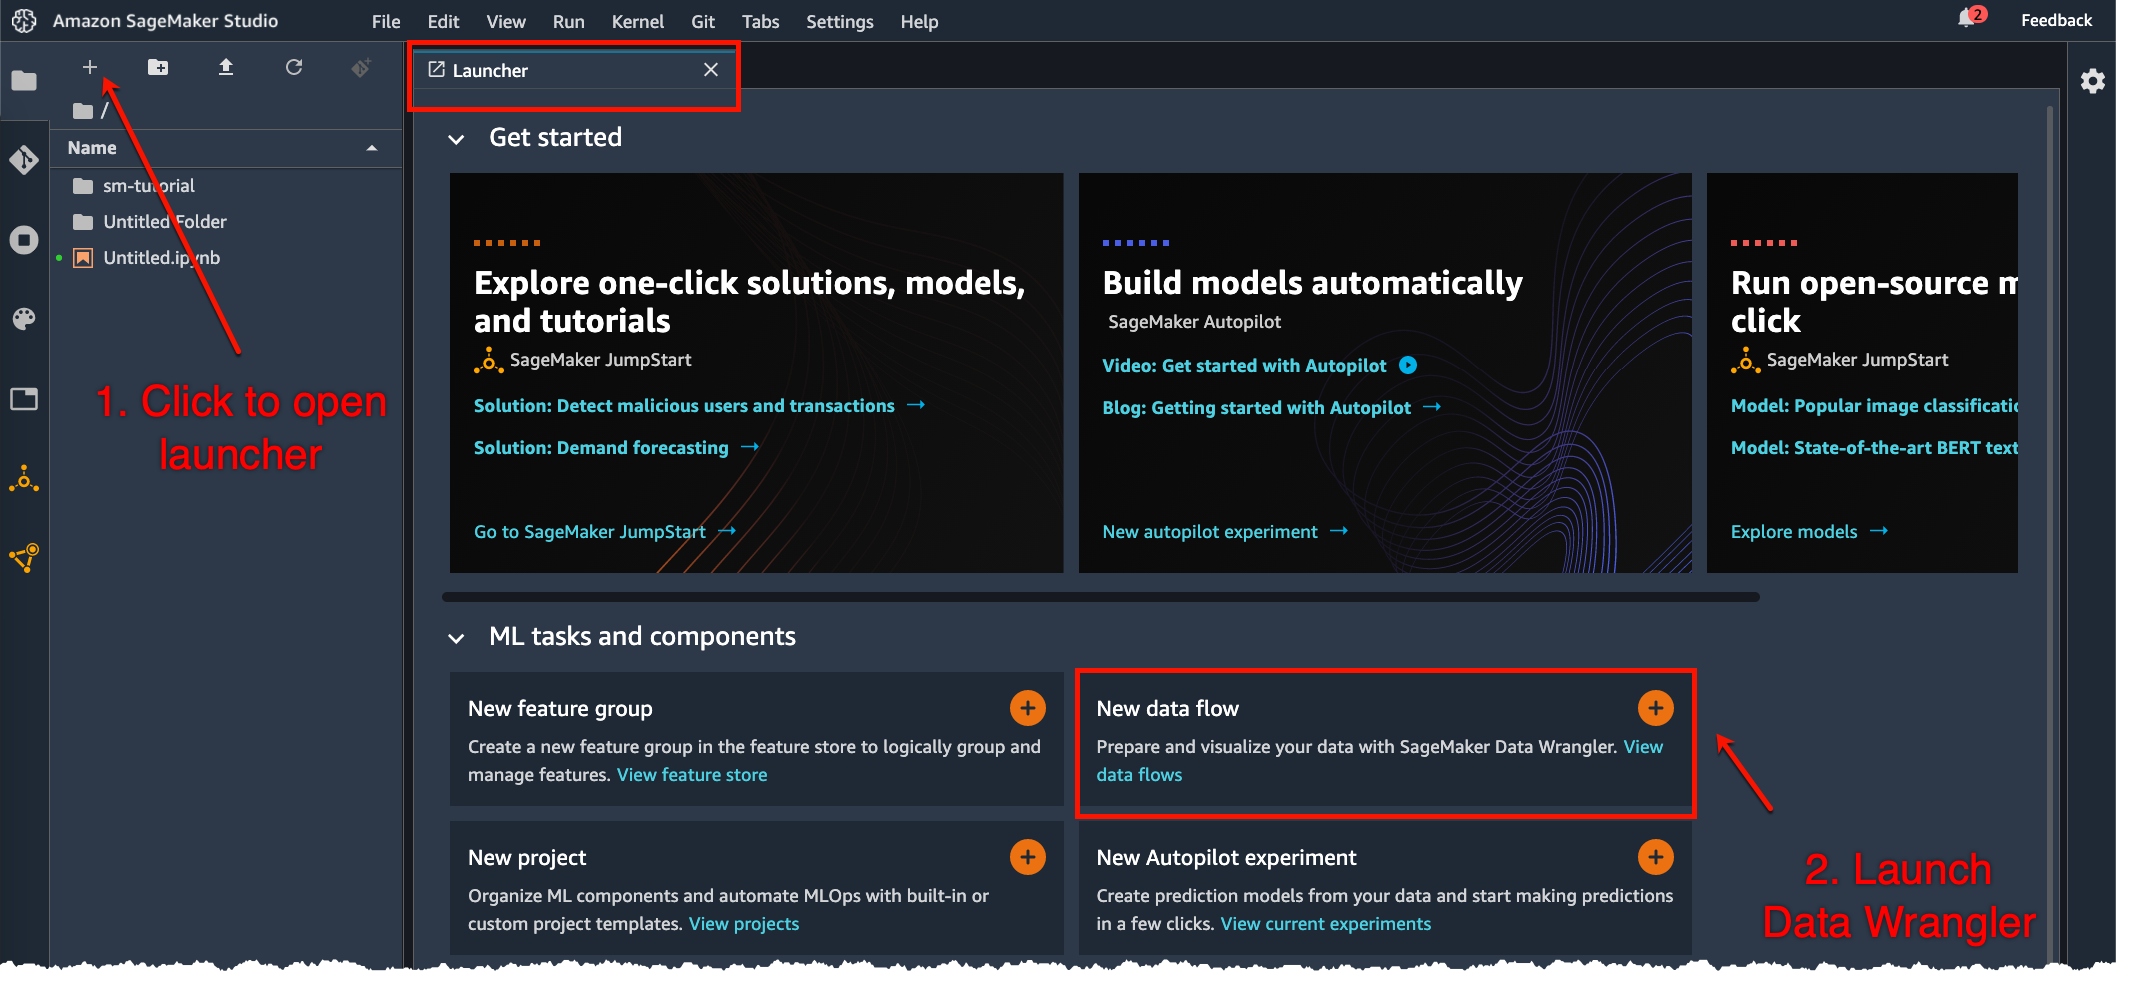 Amazon SageMaker Studio File Edit View Run Kernel Git Tabs Settings Help 2 Feedback
Launcher
/
Name
sm-tutorial
Untitled Folder
Untitled.ipynb
1. Click to open
launcher
Get started
Explore one-click solutions, models,
and tutorials
SageMaker JumpStart
Solution: Detect malicious users and transactions →
Solution: Demand forecasting →
Go to SageMaker JumpStart →
Build models automatically
SageMaker Autopilot
Video: Get started with Autopilot
Blog: Getting started with Autopilot →
New autopilot experiment →
Run open-source
click
SageMaker JumpStart
Model: Popular image
Model: State-of-the-art BERT text
Explore models →
ML tasks and components
New feature group
Create a new feature group in the feature store to logically group and
manage features. View feature store
New data flow
Prepare and visualize your data with SageMaker Data Wrangler. View
data flows
New project
Organize ML components and automate MLOps with built-in or
custom project templates. View projects
New Autopilot experiment
Create prediction models from your data and start making predictions
in a few clicks. View current experiments
2. Launch
Data Wrangler